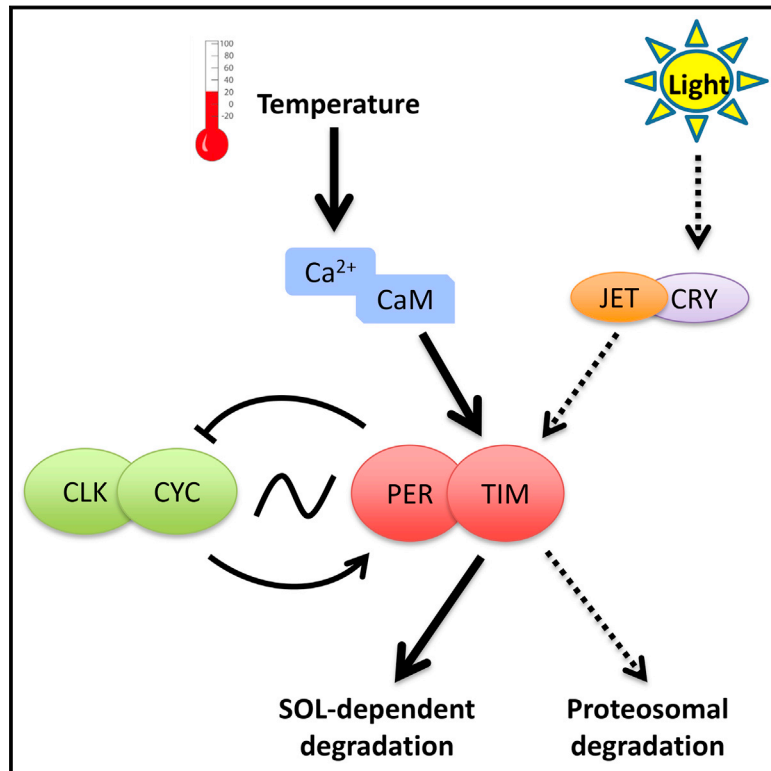 100
80
60
40
20
0
-20
Temperature
Light
Ca²⁺
CaM
JET
CRY
CLK
CYC
PER
TIM
SOL-dependent
degradation
Proteosomal
degradation